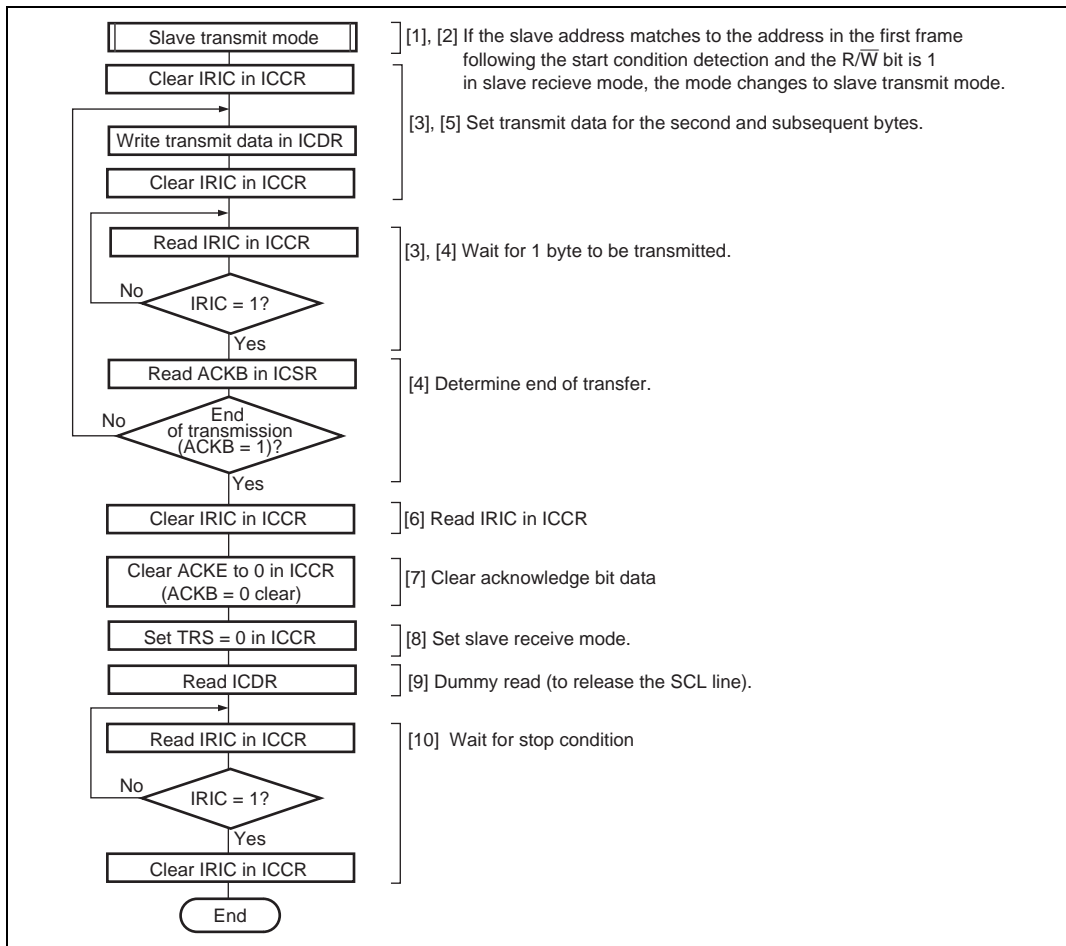 Slave transmit mode
[1], [2] If the slave address matches to the address in the first frame
following the start condition detection and the R/W̅ bit is 1
in slave recieve mode, the mode changes to slave transmit mode.
Clear IRIC in ICCR
[3], [5] Set transmit data for the second and subsequent bytes.
Write transmit data in ICDR
Clear IRIC in ICCR
Read IRIC in ICCR
[3], [4] Wait for 1 byte to be transmitted.
No
IRIC = 1?
Yes
Read ACKB in ICSR
[4] Determine end of transfer.
No
End
of transmission
(ACKB = 1)?
Yes
Clear IRIC in ICCR
[6] Read IRIC in ICCR
Clear ACKE to 0 in ICCR
(ACKB = 0 clear)
[7] Clear acknowledge bit data
Set TRS = 0 in ICCR
[8] Set slave receive mode.
Read ICDR
[9] Dummy read (to release the SCL line).
Read IRIC in ICCR
[10] Wait for stop condition
No
IRIC = 1?
Yes
Clear IRIC in ICCR
End